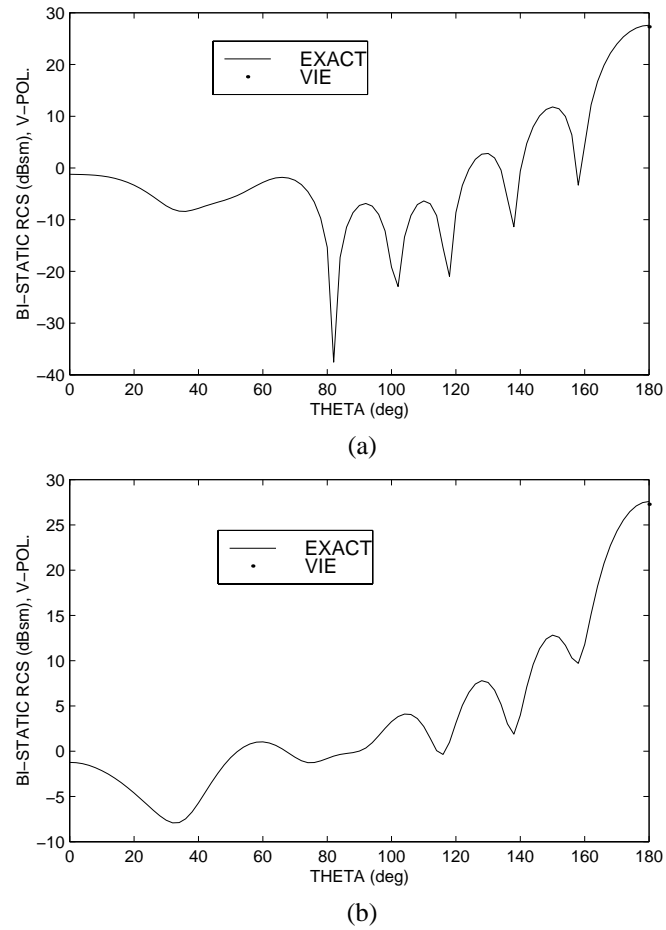 30
20
10
0
−10
−20
−30
−40
BI−STATIC RCS (dBsm), V−POL.
EXACT
VIE
0 20 40 60 80 100 120 140 160 180
THETA (deg)
(a)
30
25
20
15
10
5
0
−5
−10
BI−STATIC RCS (dBsm), V−POL.
EXACT
VIE
0 20 40 60 80 100 120 140 160 180
THETA (deg)
(b)